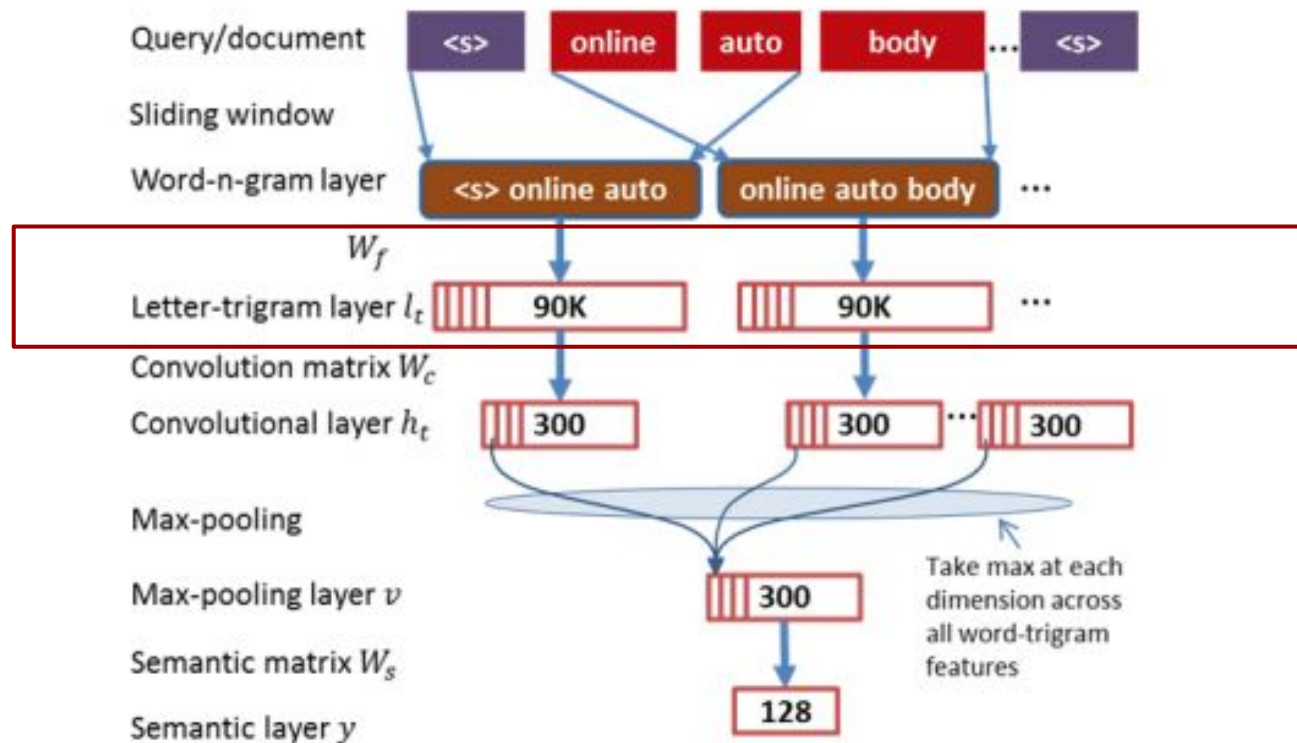 Query/document <s> online auto body ... <s>
Sliding window
Word-n-gram layer <s> online auto online auto body ...
W_f
Letter-trigram layer l_t 90K 90K ...
Convolution matrix W_c
Convolutional layer h_t 300 300 ... 300
Max-pooling
Take max at each
dimension across
all word-trigram
features
Max-pooling layer v 300
Semantic matrix W_s
Semantic layer y 128